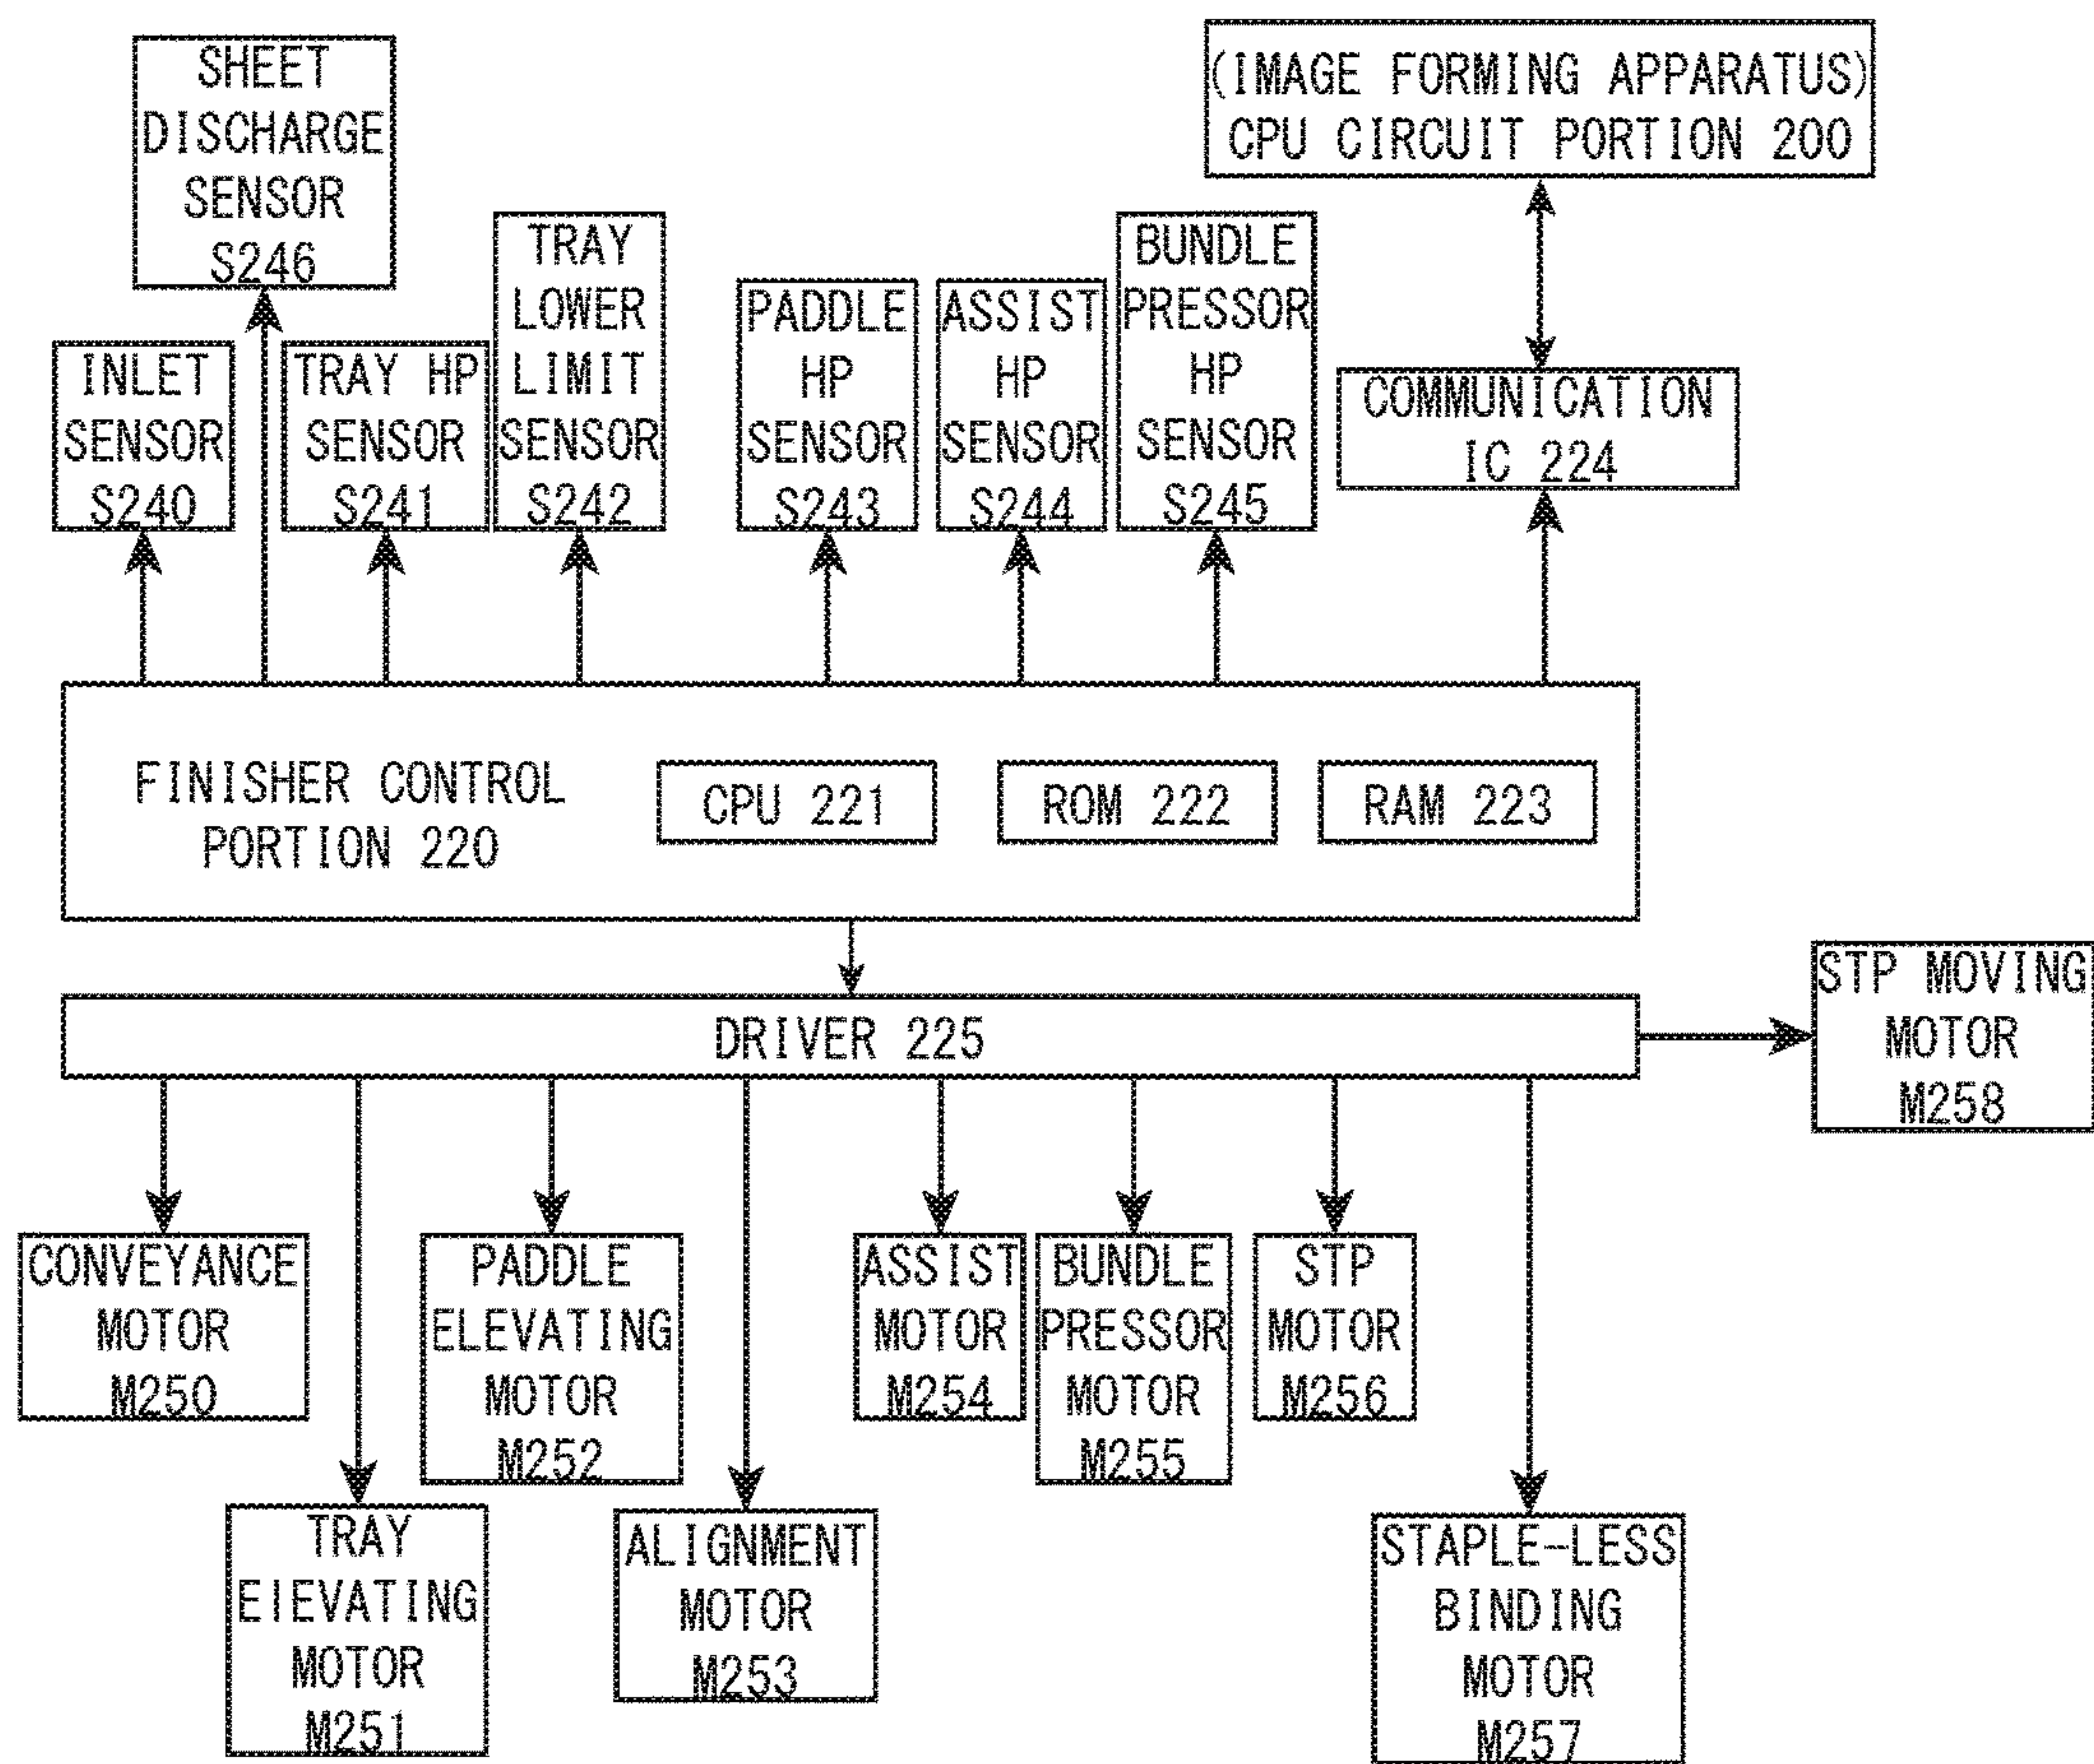 SHEET
DISCHARGE
SENSOR
S246
(IMAGE FORMING APPARATUS)
CPU CIRCUIT PORTION 200
INLET
SENSOR
S240
TRAY HP
SENSOR
S241
TRAY
LOWER
LIMIT
SENSOR
S242
PADDLE
HP
SENSOR
S243
ASSIST
HP
SENSOR
S244
BUNDLE
PRESSOR
HP
SENSOR
S245
COMMUNICATION
IC 224
FINISHER CONTROL
PORTION 220
CPU 221
ROM 222
RAM 223
DRIVER 225
STP MOVING
MOTOR
M258
CONVEYANCE
MOTOR
M250
TRAY
ElEVATING
MOTOR
M251
PADDLE
ELEVATING
MOTOR
M252
ALIGNMENT
MOTOR
M253
ASSIST
MOTOR
M254
BUNDLE
PRESSOR
MOTOR
M255
STP
MOTOR
M256
STAPLE-LESS
BINDING
MOTOR
M257